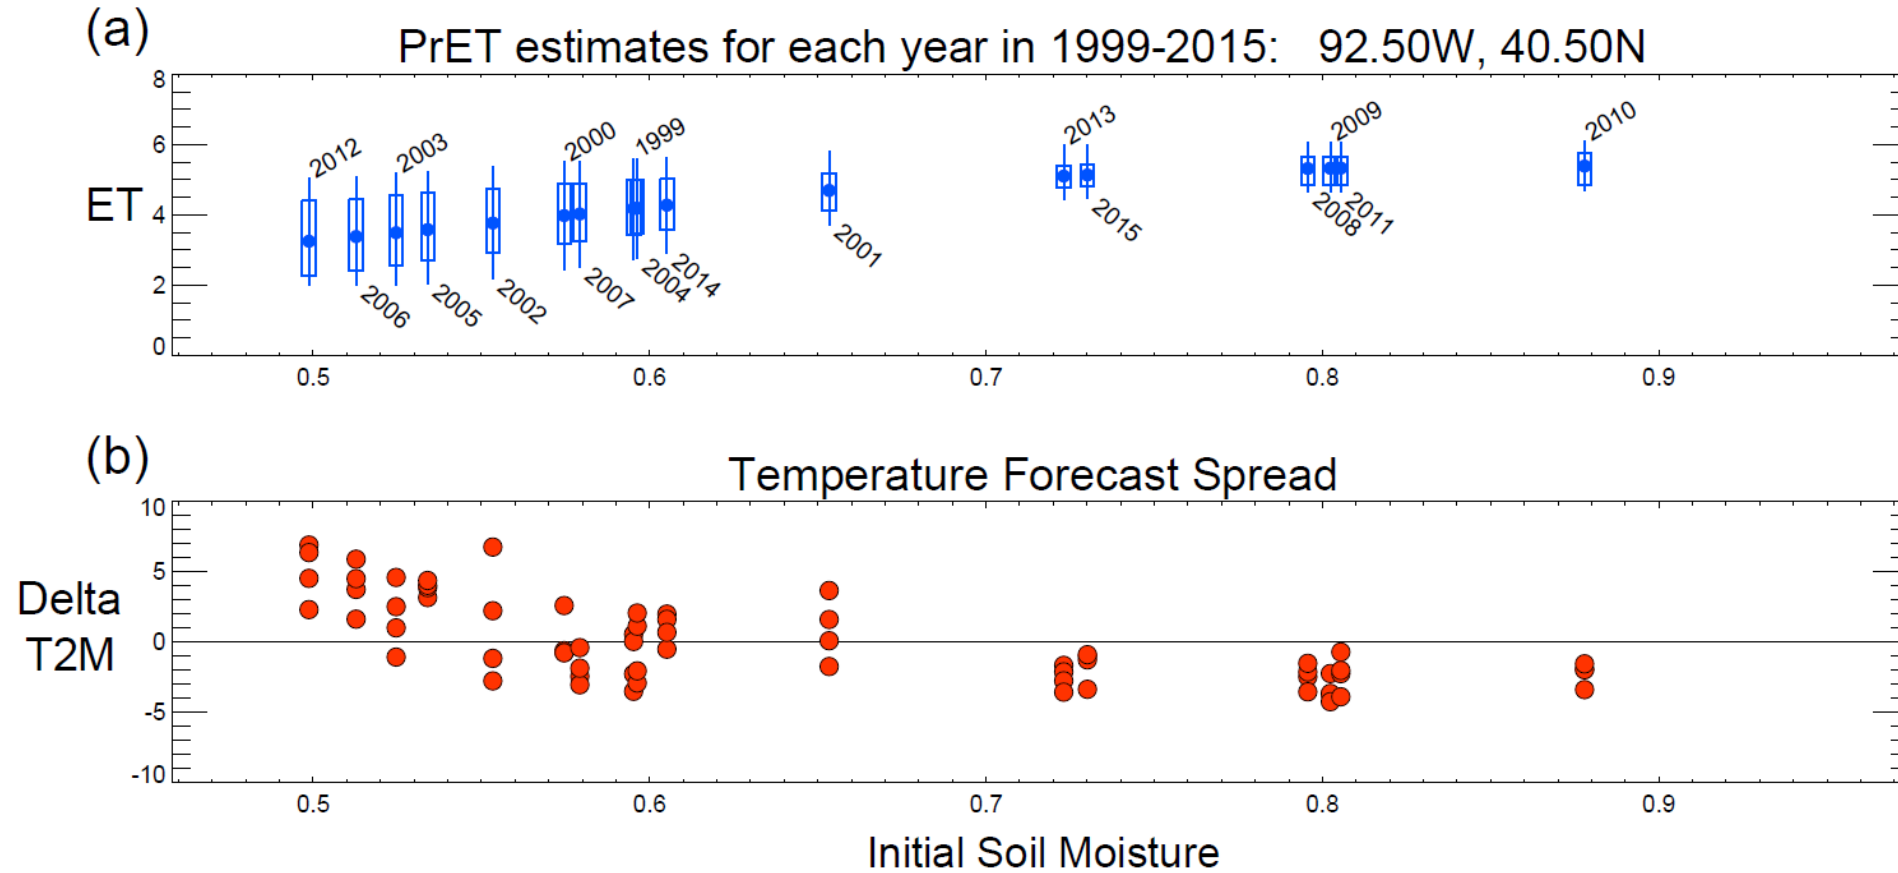 (a)
PrET estimates for each year in 1999-2015: 92.50W, 40.50N
8
6
ET 4
2
0
2012
2003
2000
1999
2013
2009
2010
2006
2005
2002
2007
2004
2014
2001
2015
2008
2011
0.5 0.6 0.7 0.8 0.9
(b)
Temperature Forecast Spread
10
5
Delta
T2M
0
-5
-10
0.5 0.6 0.7 0.8 0.9
Initial Soil Moisture